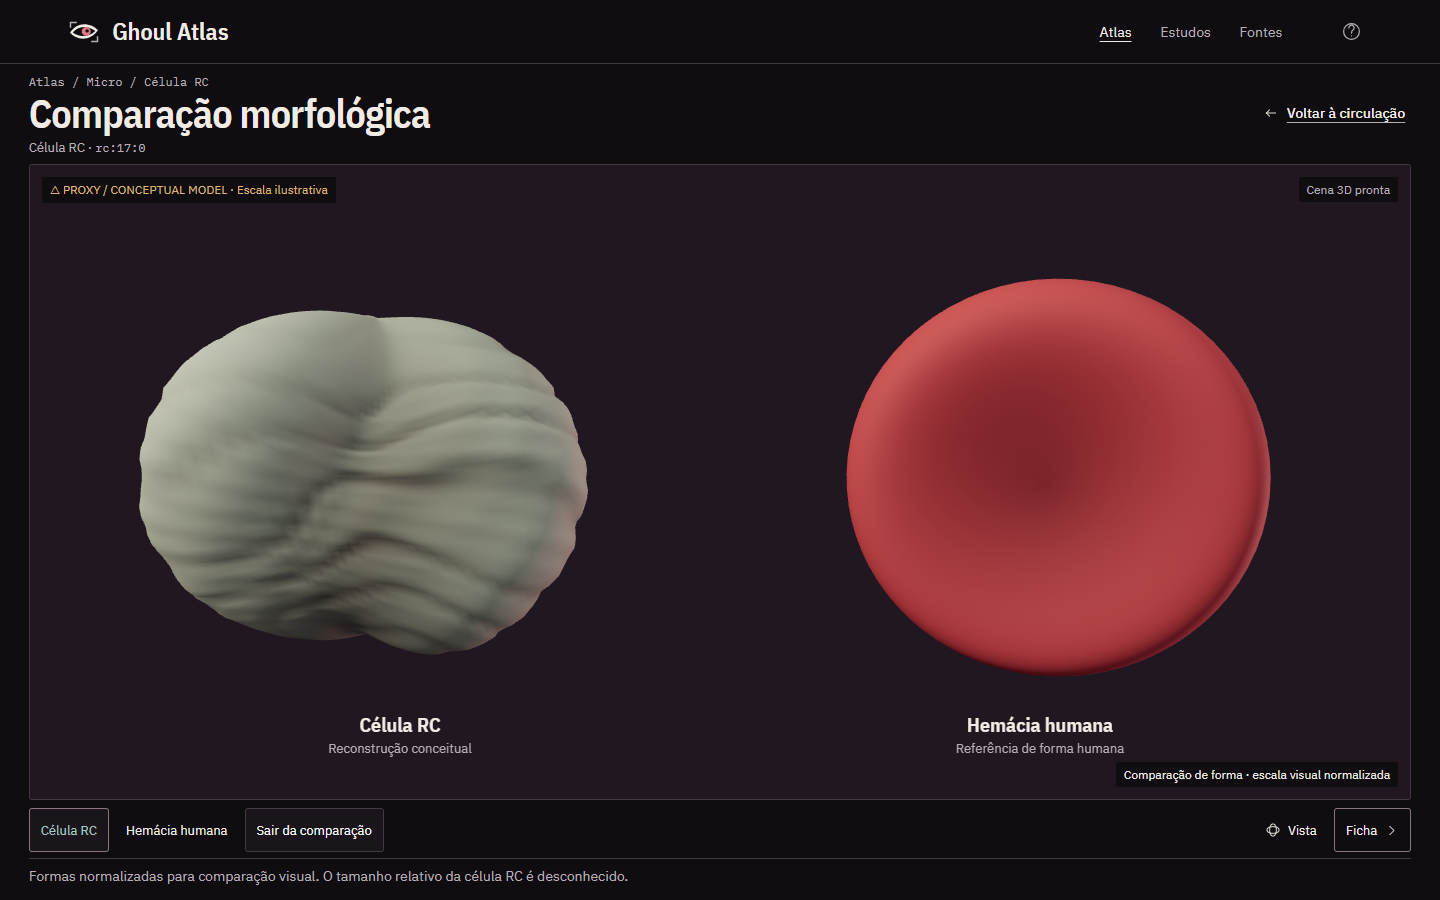 Ghoul Atlas
Atlas
Estudos
Fontes
Atlas / Micro / Célula RC
Comparação morfológica
← Voltar à circulação
Célula RC · rc:17:0
△ PROXY / CONCEPTUAL MODEL · Escala ilustrativa
Cena 3D pronta
Célula RC
Reconstrução conceitual
Hemácia humana
Referência de forma humana
Comparação de forma · escala visual normalizada
Célula RC
Hemácia humana
Sair da comparação
Vista
Ficha
Formas normalizadas para comparação visual. O tamanho relativo da célula RC é desconhecido.